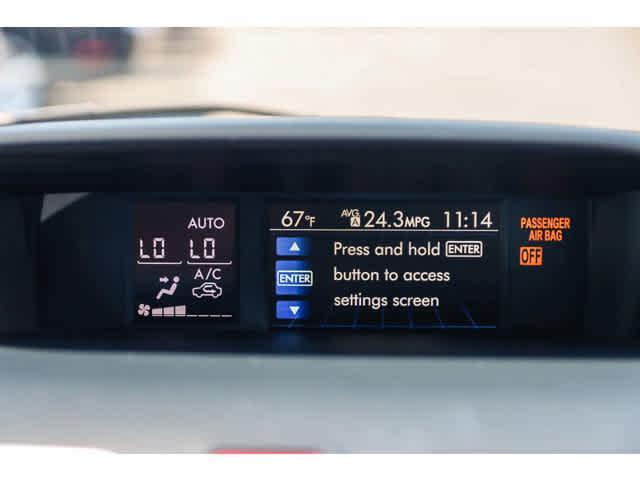 AUTO
LO LO
A/C
67°F AVG A 24.3MPG 11:14
Press and hold ENTER
ENTER button to access
settings screen
PASSENGER
AIR BAG
OFF